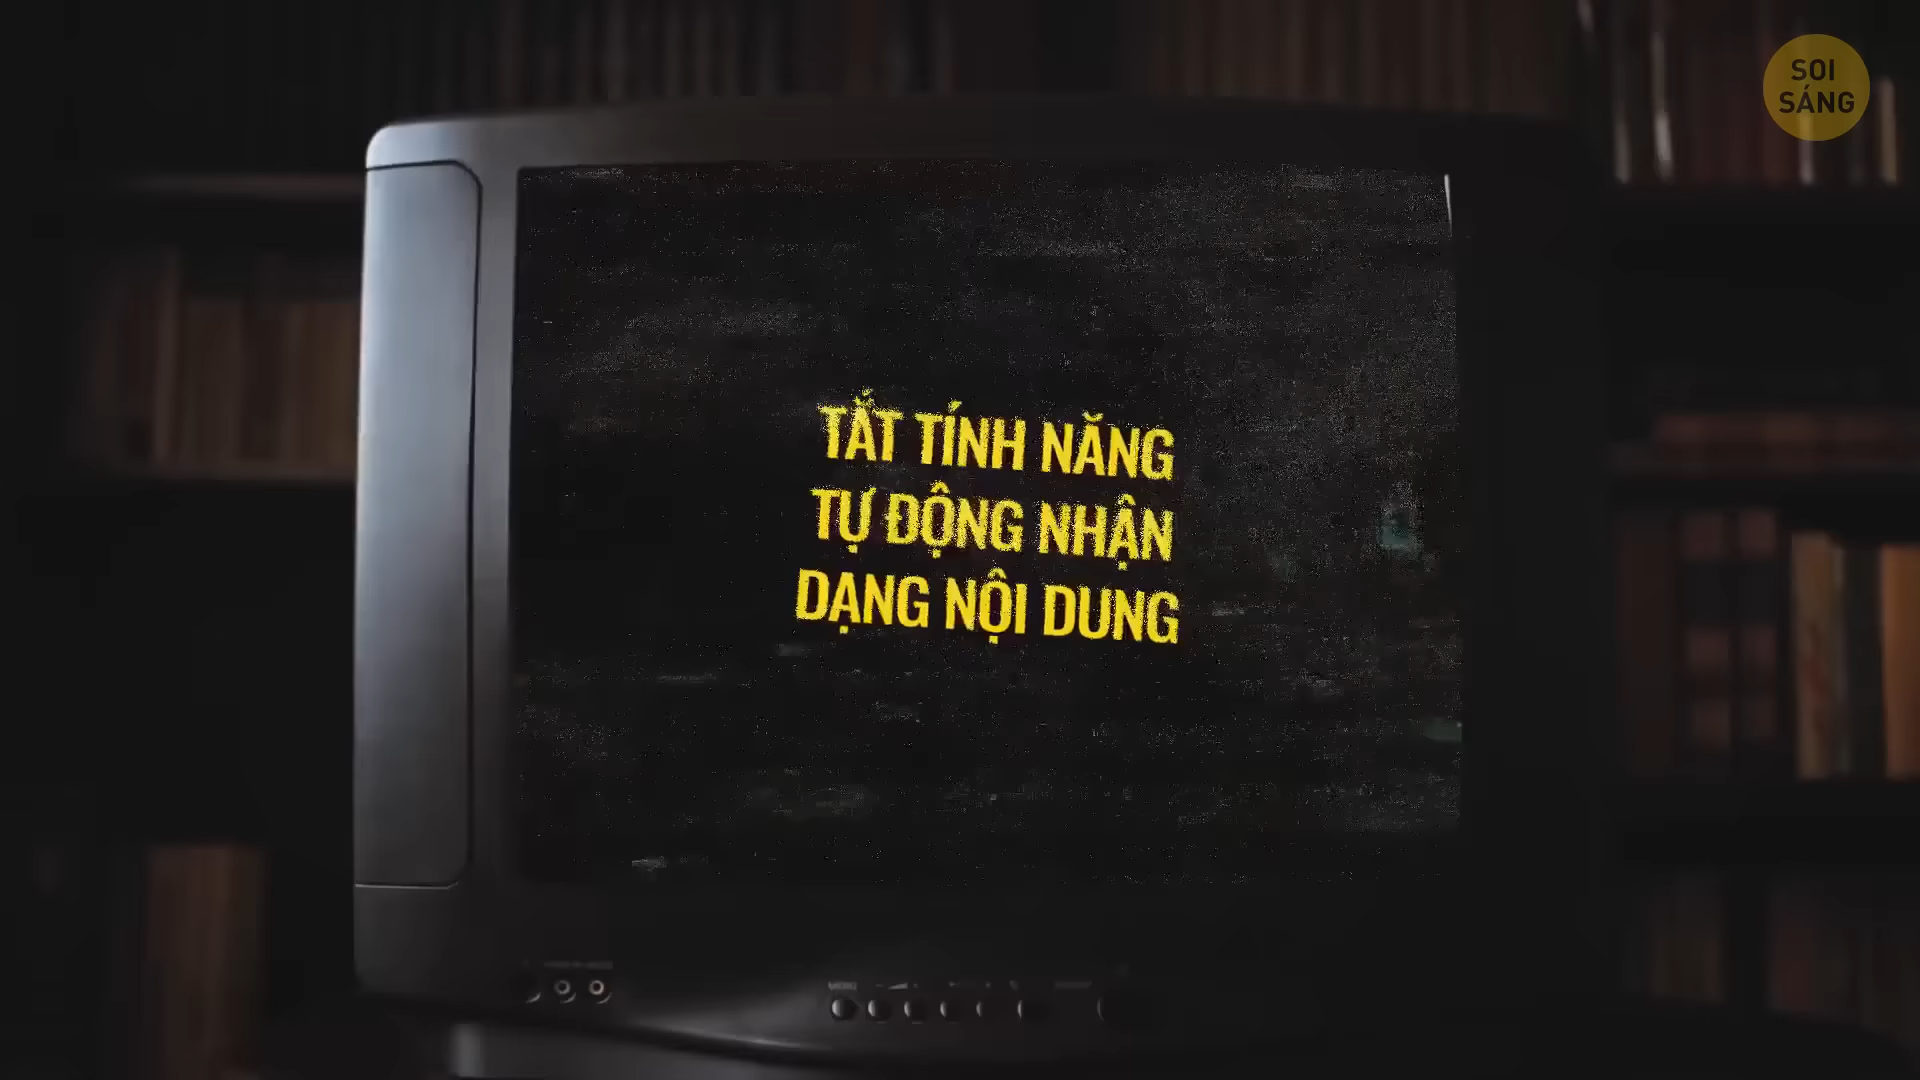 SOI
SÁNG
TẮT TÍNH NĂNG
TỰ ĐỘNG NHẬN
DẠNG NỘI DUNG